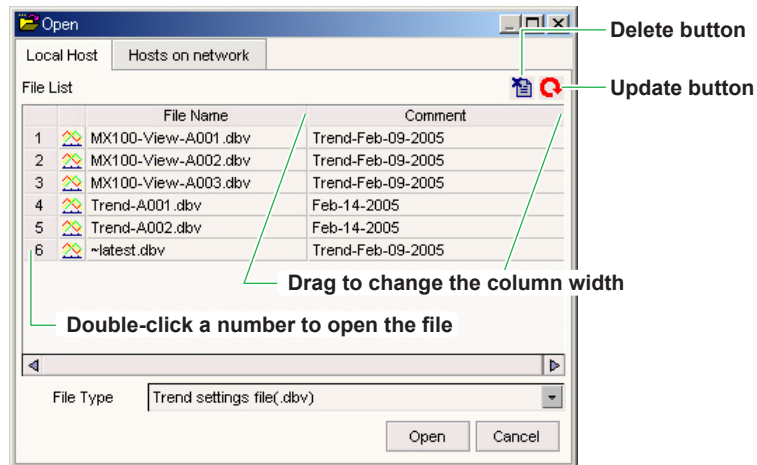 Open
Delete button
Local Host Hosts on network
File List
Update button
File Name Comment
1 MX100-View-A001.dbv Trend-Feb-09-2005
2 MX100-View-A002.dbv Trend-Feb-09-2005
3 MX100-View-A003.dbv Trend-Feb-09-2005
4 Trend-A001.dbv Feb-14-2005
5 Trend-A002.dbv Feb-14-2005
6 ~latest.dbv Trend-Feb-09-2005
Drag to change the column width
Double-click a number to open the file
File Type Trend settings file(.dbv)
Open Cancel